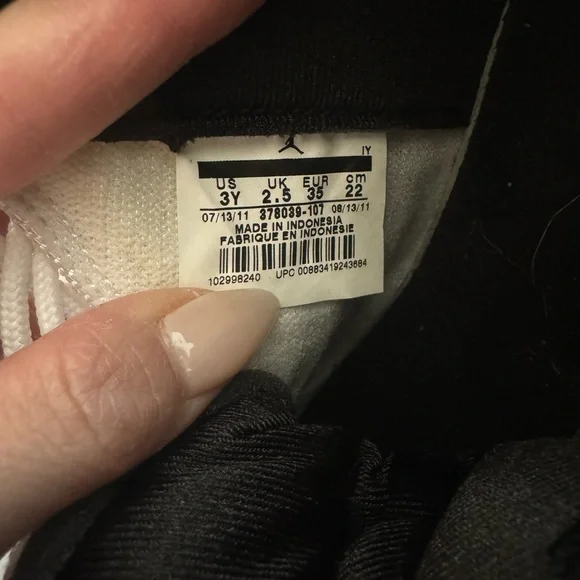 IY
US UK EUR cm
3Y 2.5 35 22
07/13/11 378039-107 08/13/11
MADE IN INDONESIA
FABRIQUE EN INDONESIE
102998240 UPC 00883419243684